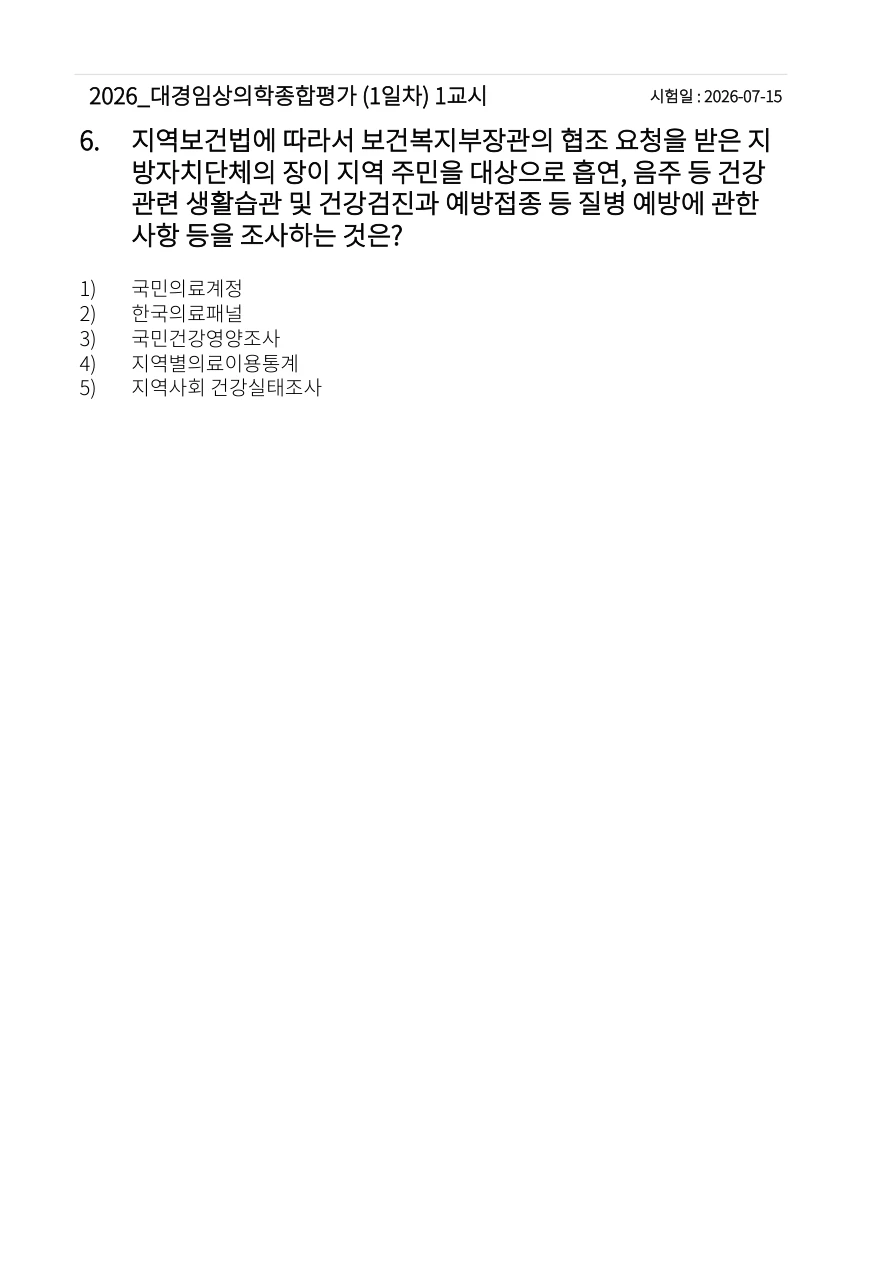 2026_대경임상의학종합평가 (1일차) 1교시
시험일 : 2026-07-15
6. 지역보건법에 따라서 보건복지부장관의 협조 요청을 받은 지
방자치단체의 장이 지역 주민을 대상으로 흡연, 음주 등 건강
관련 생활습관 및 건강검진과 예방접종 등 질병 예방에 관한
사항 등을 조사하는 것은?
1) 국민의료계정
2) 한국의료패널
3) 국민건강영양조사
4) 지역별의료이용통계
5) 지역사회 건강실태조사